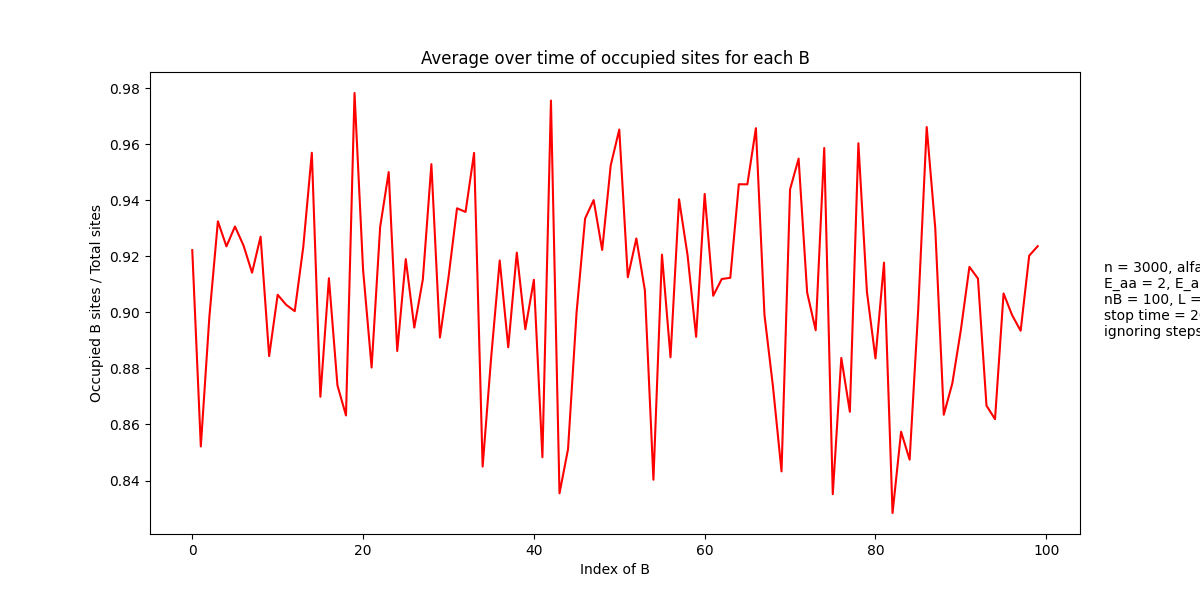 Average over time of occupied sites for each B
Occupied B sites / Total sites
0.98
0.96
0.94
0.92
0.90
0.88
0.86
0.84
0 20 40 60 80 100
Index of B
n = 3000, alfa
E_aa = 2, E_a
nB = 100, L =
stop time = 2
ignoring steps